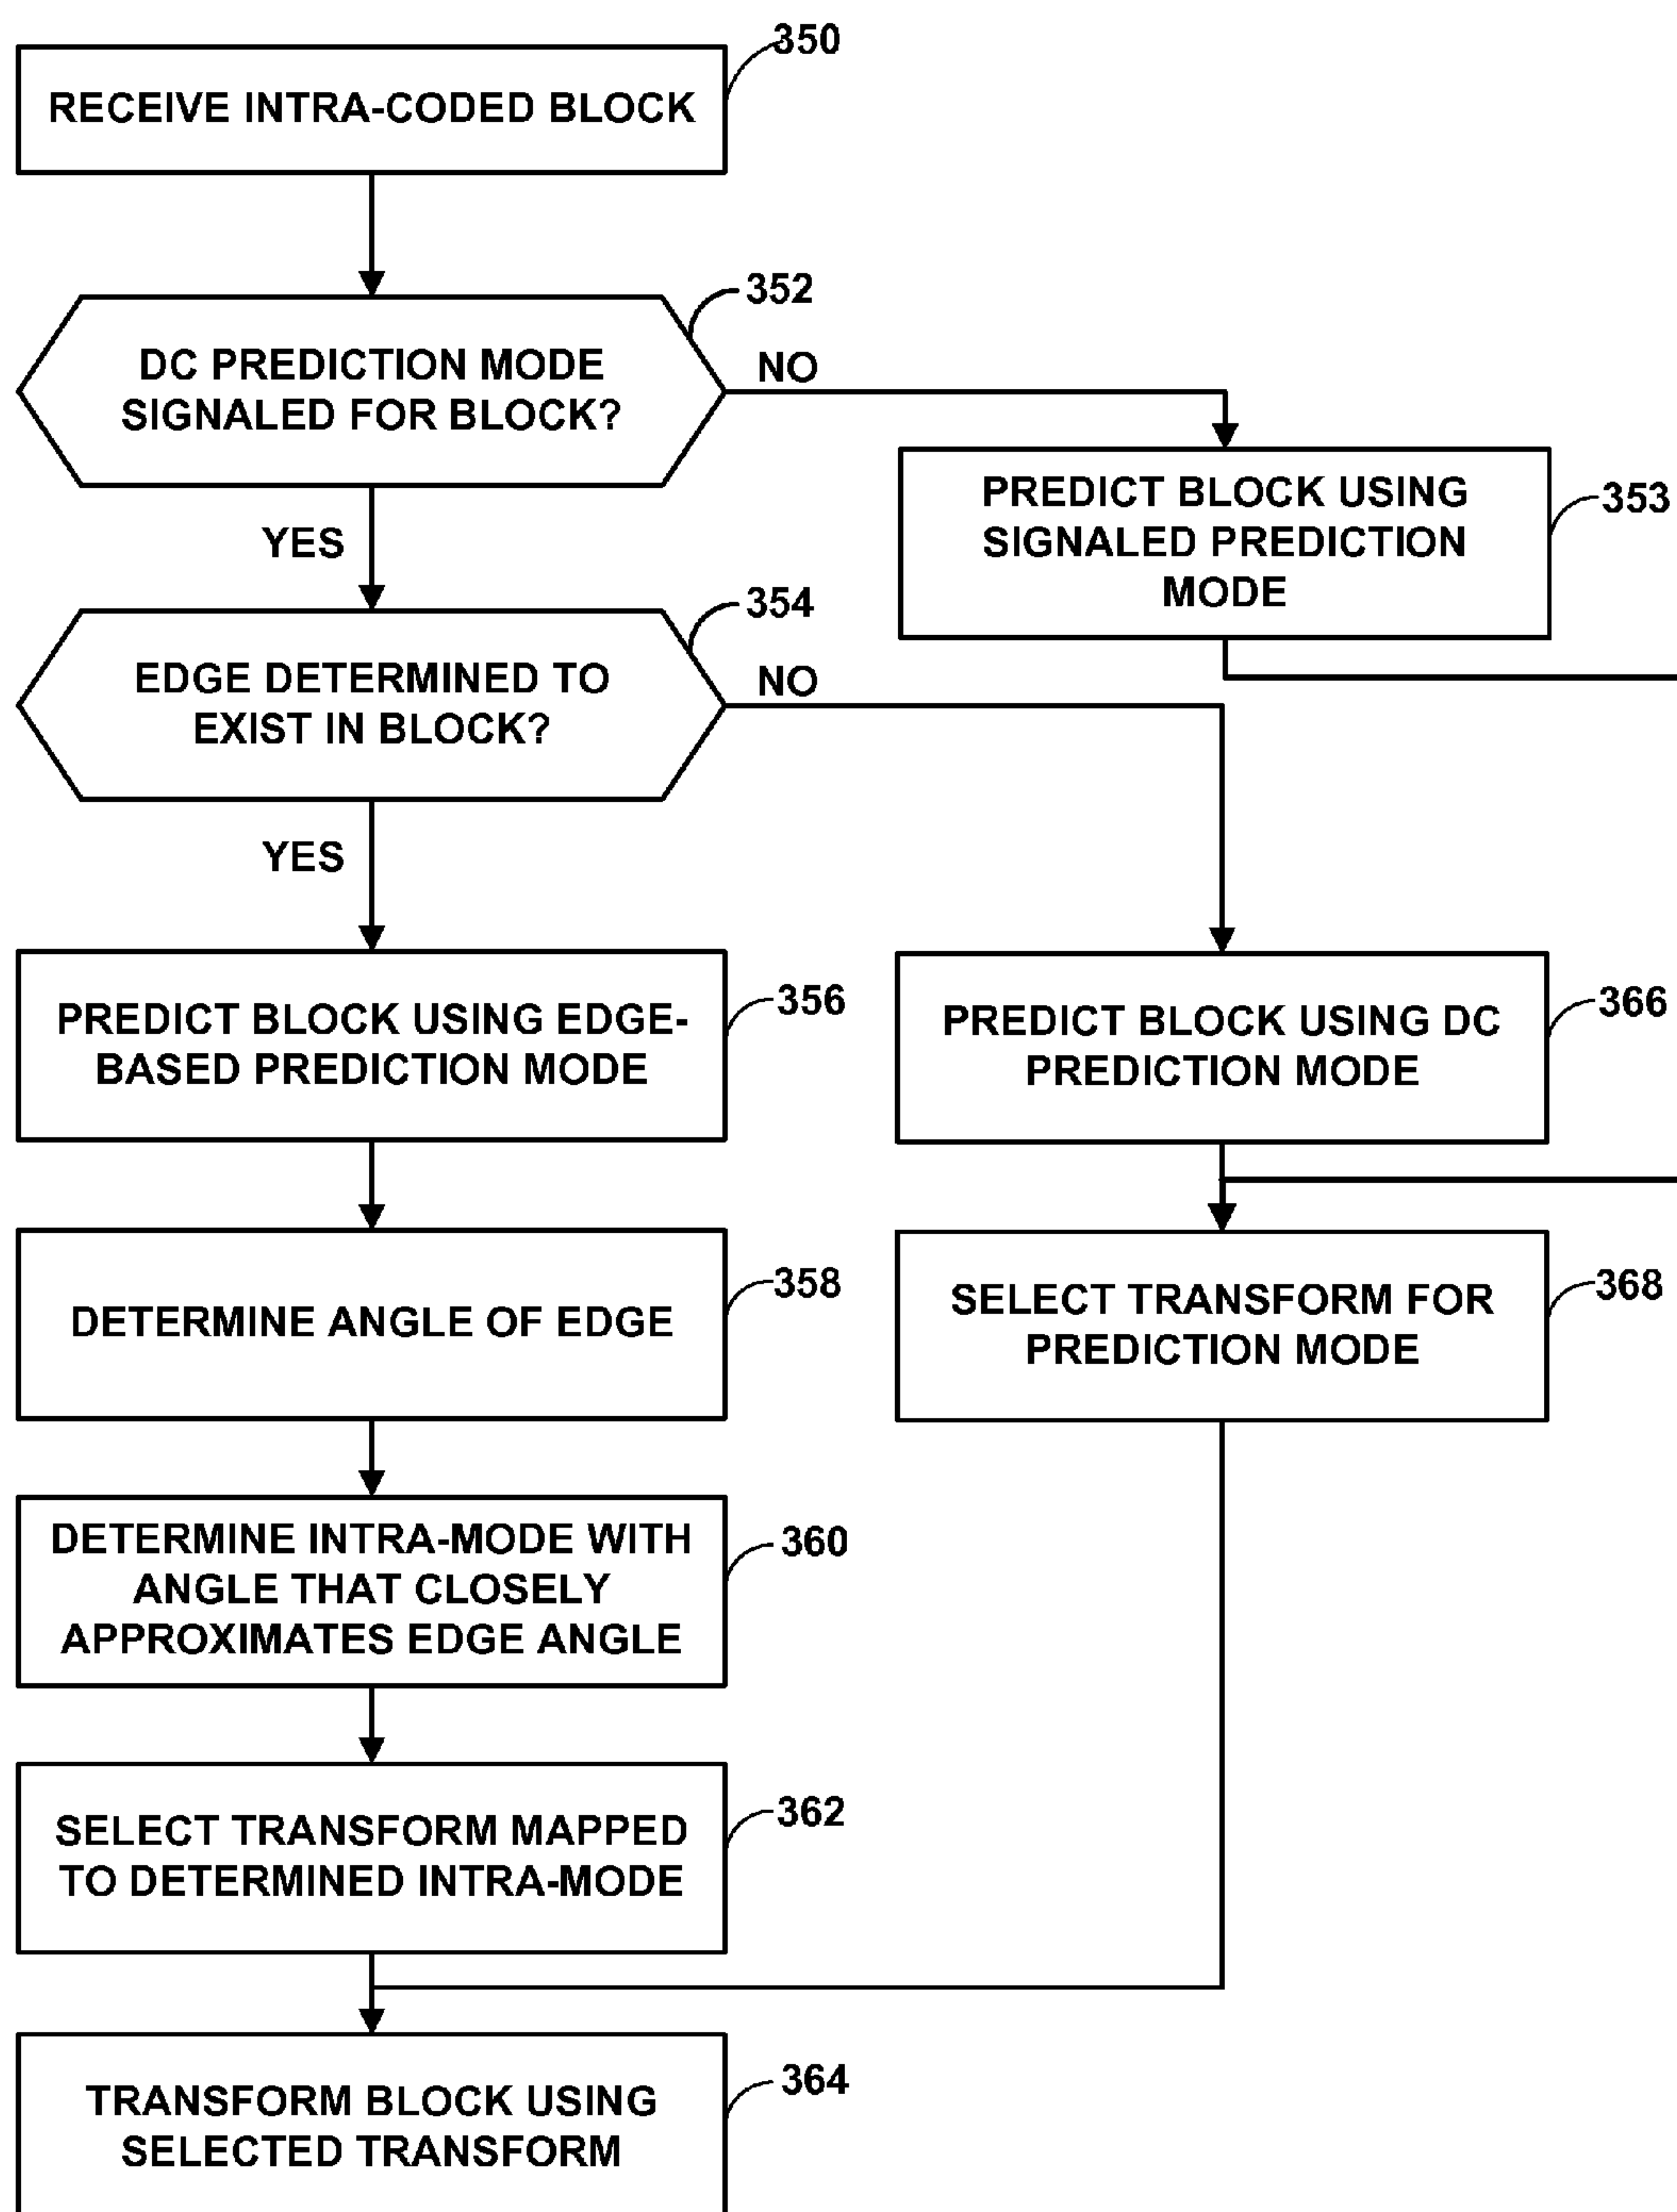 350
RECEIVE INTRA-CODED BLOCK
352
DC PREDICTION MODE
SIGNALED FOR BLOCK?
NO
YES
353
PREDICT BLOCK USING
SIGNALED PREDICTION
MODE
354
EDGE DETERMINED TO
EXIST IN BLOCK?
NO
YES
356
PREDICT BLOCK USING EDGE-
BASED PREDICTION MODE
366
PREDICT BLOCK USING DC
PREDICTION MODE
358
DETERMINE ANGLE OF EDGE
368
SELECT TRANSFORM FOR
PREDICTION MODE
360
DETERMINE INTRA-MODE WITH
ANGLE THAT CLOSELY
APPROXIMATES EDGE ANGLE
362
SELECT TRANSFORM MAPPED
TO DETERMINED INTRA-MODE
364
TRANSFORM BLOCK USING
SELECTED TRANSFORM